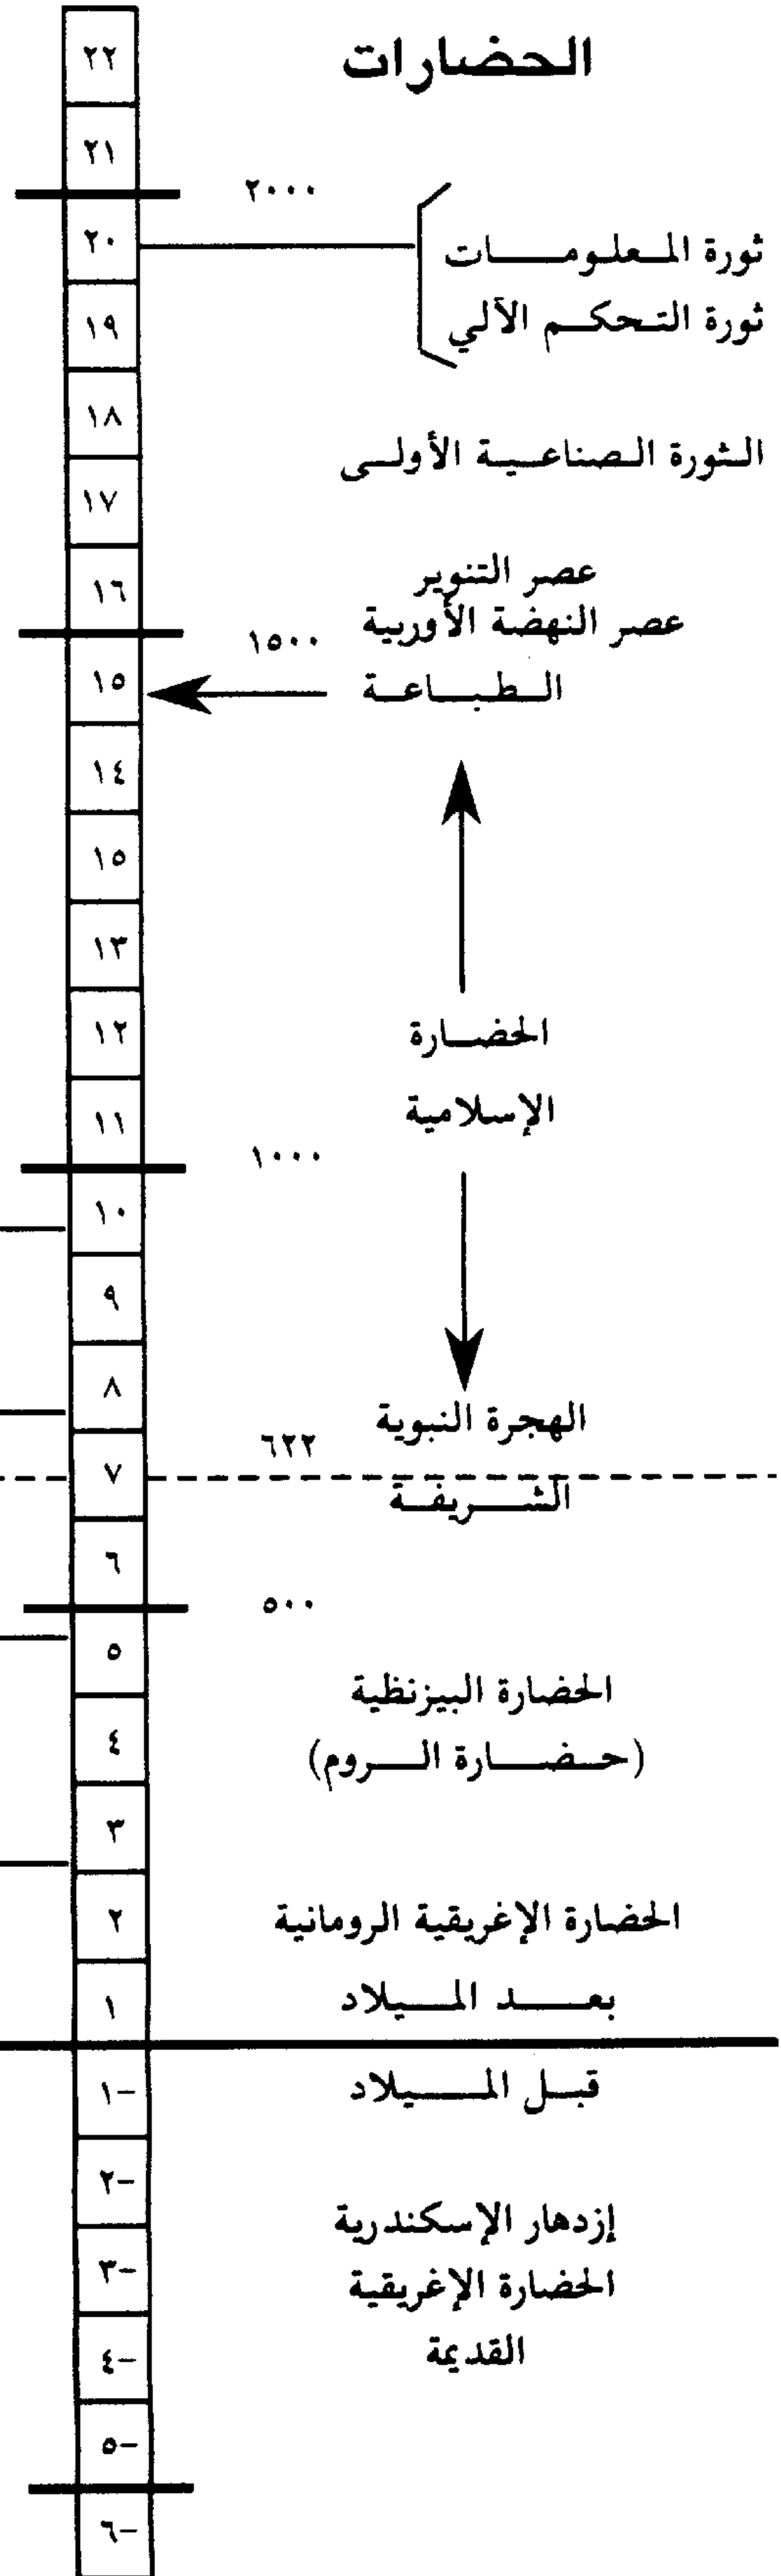 الحضارات
٢٢
٢١
٢٠٠٠
٢٠
ثورة المعلومات
ثورة التحكم الآلي
١٩
١٨
الثورة الصناعية الأولى
١٧
عصر التنوير
١٦
عصر النهضة الأوربية
١٥٠٠
الطباعة
١٥
١٤
١٥
١٣
الحضارة
١٢
الإسلامية
١١
١٠٠٠
١٠
٩
٨
الهجرة النبوية
٦٢٢
٧
الشريفة
٦
٥٠٠
٥
الحضارة البيزنظية
٤
(حضارة الروم)
٣
الحضارة الإغريقية الرومانية
٢
بعد الميلاد
١
قبل الميلاد
-١
-٢
إزدهار الإسكندرية
-٣
الحضارة الإغريقية
القديمة
-٤
-٥
-٦